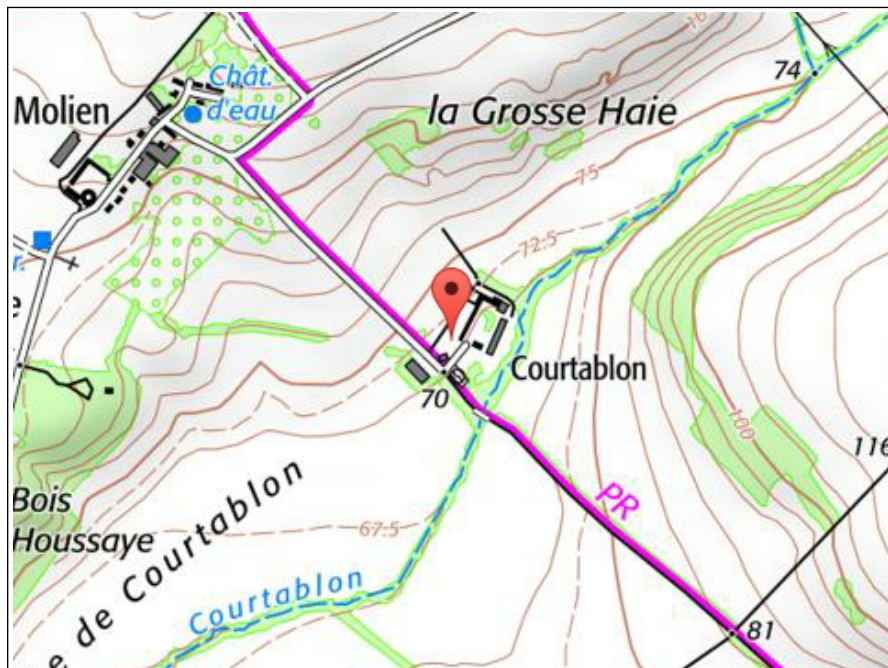 Chât.
d'eau
Molien
la Grosse Haie
74
75
72.5
r.
e
Courtablon
70
100
116
Bois
Houssaye
PR
67.5
e de Courtablon
Courtablon
81